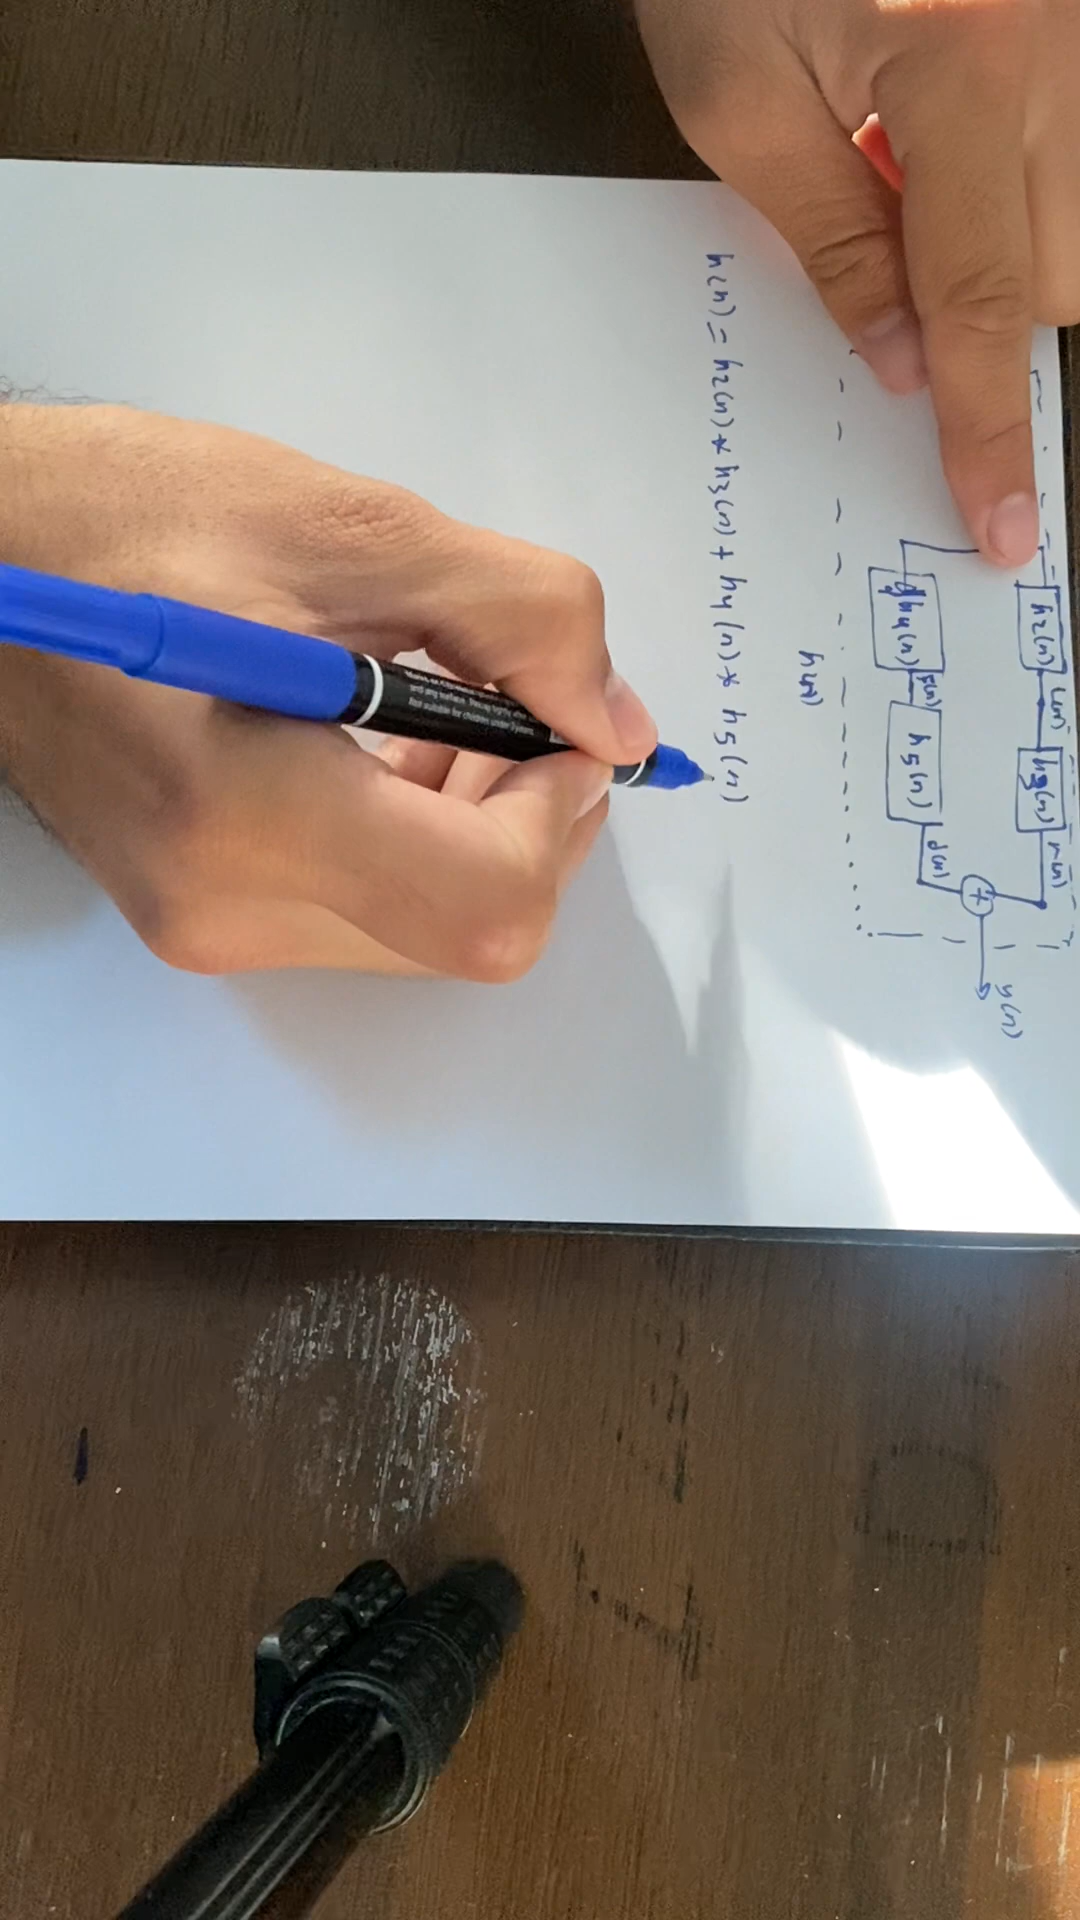 h2(n) L(n) h3(n) r(n)
y(n)
h4(n) F(n) h5(n) d(n) +
h(n)
h(n) = h2(n) * h3(n) + h4(n) * h5(n)